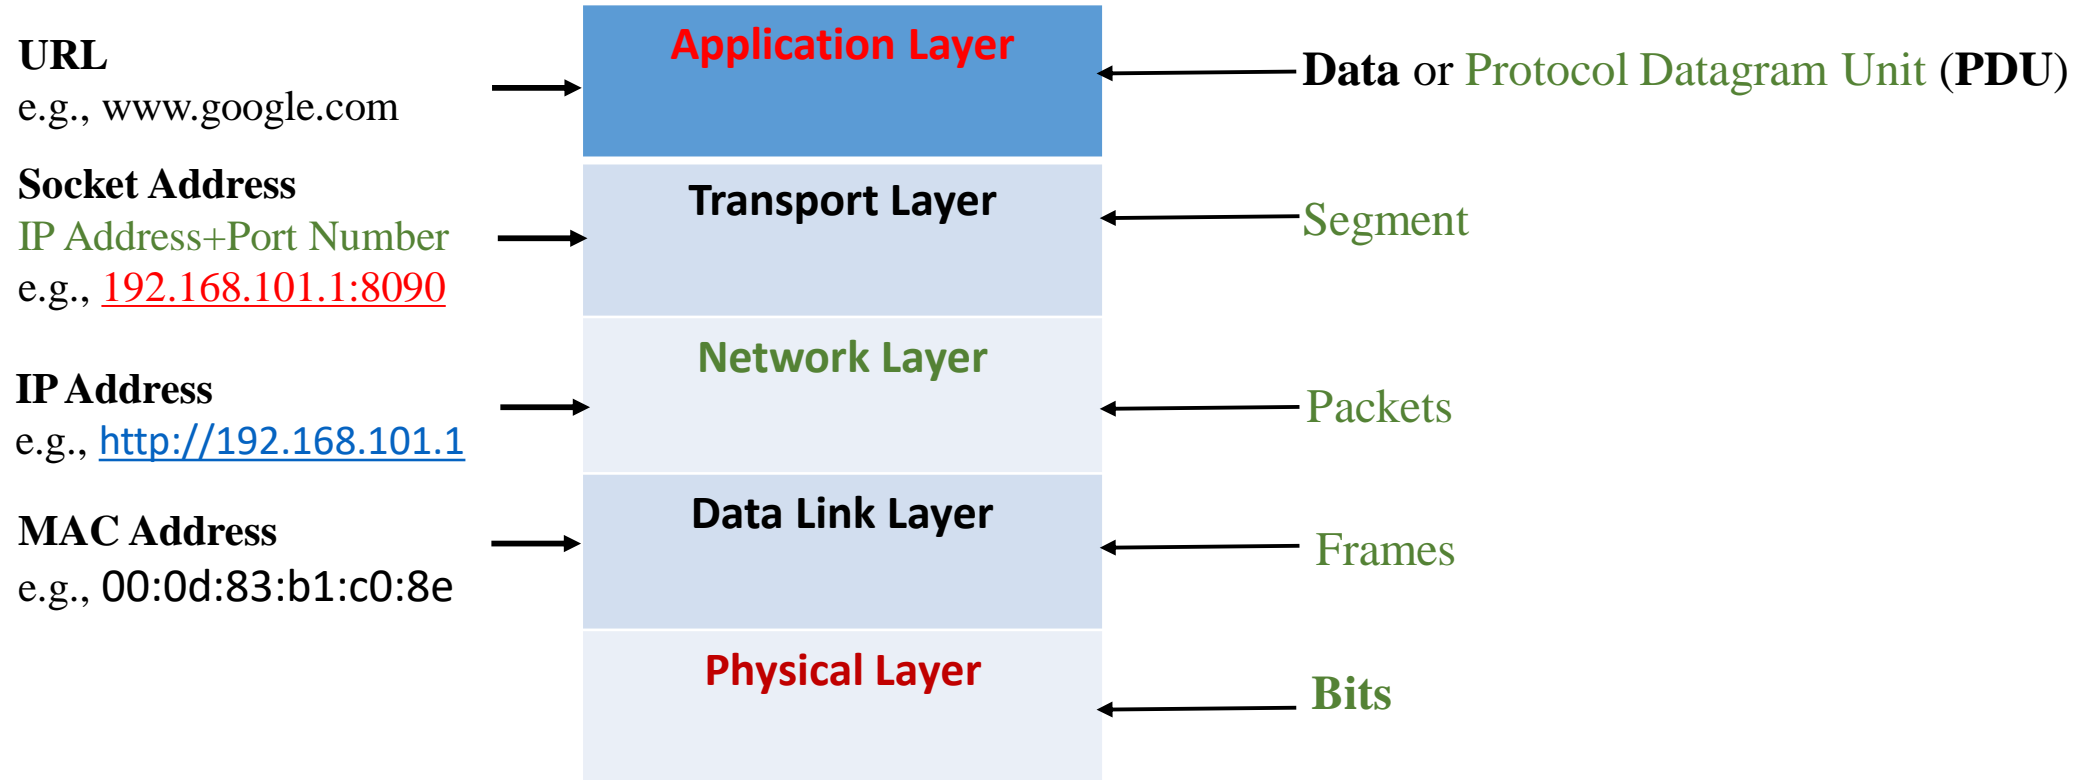 URL
e.g., www.google.com
Socket Address
IP Address+Port Number
e.g., 192.168.101.1:8090
IP Address
e.g., http://192.168.101.1
MAC Address
e.g., 00:0d:83:b1:c0:8e
Application Layer
Transport Layer
Network Layer
Data Link Layer
Physical Layer
Data or Protocol Datagram Unit (PDU)
Segment
Packets
Frames
Bits